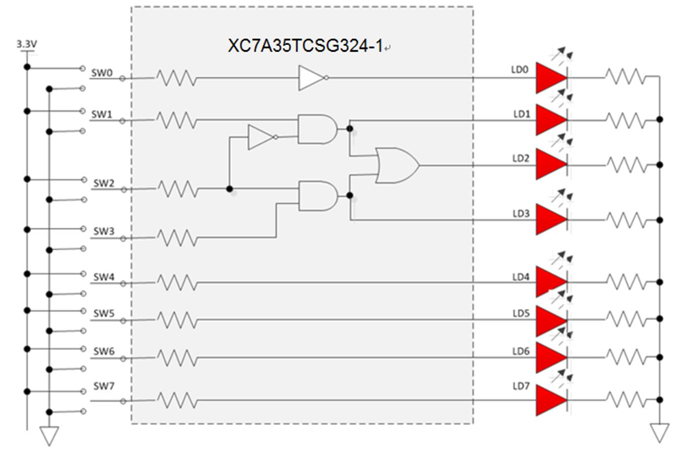 XC7A35TCSG324-1
3.3V
SW0
LD0
SW1
LD1
LD2
SW2
LD3
SW3
SW4
LD4
SW5
LD5
SW6
LD6
SW7
LD7